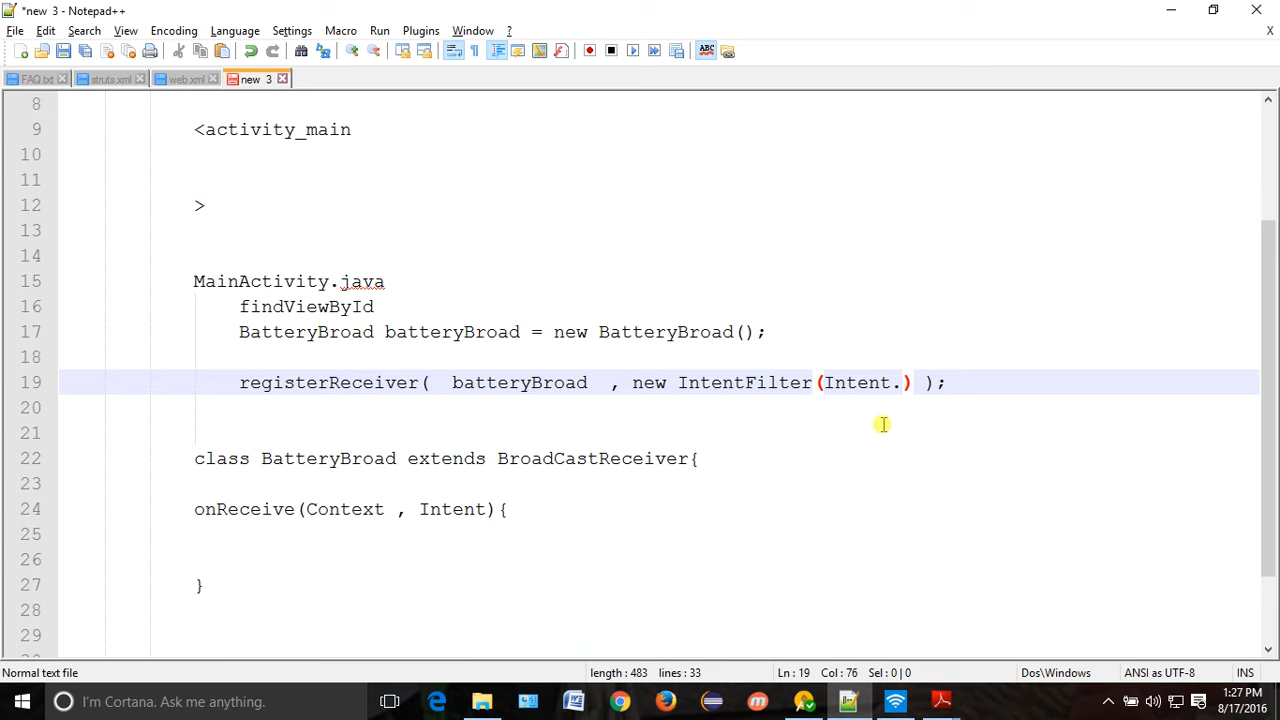 *new 3 - Notepad++
File Edit Search View Encoding Language Settings Macro Run Plugins Window ? X
FAQ.txt struts.xml web.xml new 3
8
9 <activity_main
10
11
12 >
13
14
15 MainActivity.java
16 findViewById
17 BatteryBroad batteryBroad = new BatteryBroad();
18
19 registerReceiver( batteryBroad , new IntentFilter(Intent.) );
20
21
22 class BatteryBroad extends BroadCastReceiver{
23
24 onReceive(Context , Intent){
25
26
27 }
28
29
Normal text file length : 483 lines : 33 Ln : 19 Col : 76 Sel : 0 | 0 Dos\Windows ANSI as UTF-8 INS
I'm Cortana. Ask me anything. 1:27 PM
8/17/2016